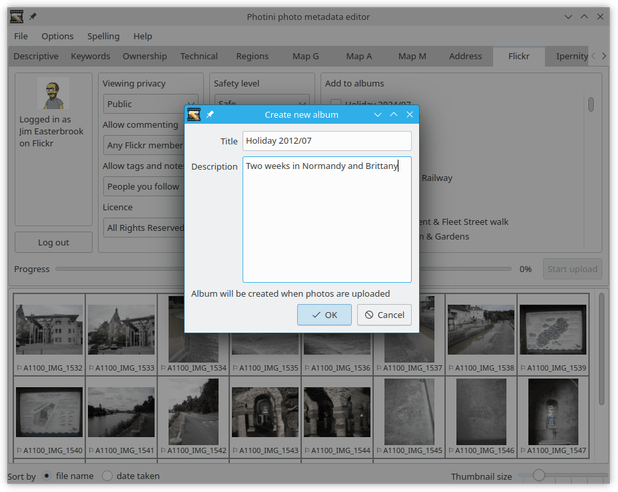 Photini photo metadata editor
File Options Spelling Help
Descriptive Keywords Ownership Technical Regions Map G Map A Map M Address Flickr Ipernity
Logged in as
Jim Easterbrook
on Flickr
Log out
Viewing privacy
Public
Allow commenting
Any Flickr member
Allow tags and note
People you follow
Licence
All Rights Reserved
Safety level
Safe
Add to albums
Holiday 2024/07
Railway
& Fleet Street walk
& Gardens
Create new album
Title Holiday 2012/07
Description Two weeks in Normandy and Brittany
Album will be created when photos are uploaded
OK Cancel
Progress 0% Start upload
A1100_IMG_1532 A1100_IMG_1533 A1100_IMG_1534 A1100_IMG_1535 A1100_IMG_1536 A1100_IMG_1537 A1100_IMG_1538 A1100_IMG_1539
A1100_IMG_1540 A1100_IMG_1541 A1100_IMG_1542 A1100_IMG_1543 A1100_IMG_1544 A1100_IMG_1545 A1100_IMG_1546 A1100_IMG_1547
Sort by file name date taken Thumbnail size